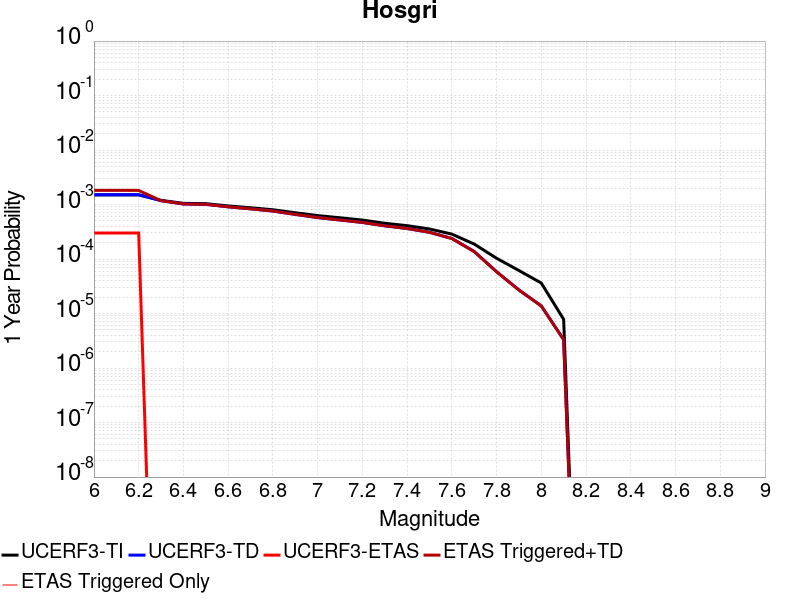 Hosgri
10^0
10^-1
10^-2
10^-3
10^-4
10^-5
10^-6
10^-7
10^-8
1 Year Probability
6 6.2 6.4 6.6 6.8 7 7.2 7.4 7.6 7.8 8 8.2 8.4 8.6 8.8 9
Magnitude
UCERF3-TI UCERF3-TD UCERF3-ETAS ETAS Triggered+TD
ETAS Triggered Only